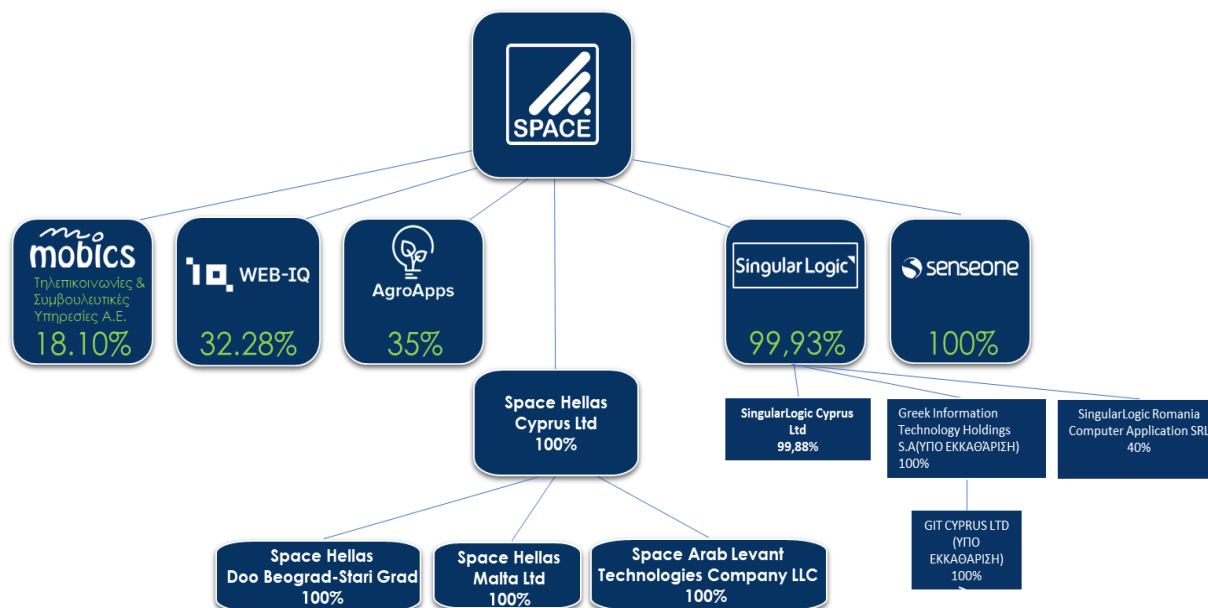 SPACE
mobics
Τηλεπικοινωνίες &
Συμβουλευτικές
Υπηρεσίες Α.Ε.
18.10%
WEB-IQ
32.28%
AgroApps
35%
SingularLogic
99,93%
senseone
100%
Space Hellas
Cyprus Ltd
100%
SingularLogic Cyprus
Ltd
99,88%
Greek Information
Technology Holdings
S.A(ΥΠΟ ΕΚΚΑΘΆΡΙΣΗ)
100%
SingularLogic Romania
Computer Application SRL
40%
GIT CYPRUS LTD
(ΥΠΟ
ΕΚΚΑΘΑΡΙΣΗ)
100%
Space Hellas
Doo Beograd-Stari Grad
100%
Space Hellas
Malta Ltd
100%
Space Arab Levant
Technologies Company LLC
100%